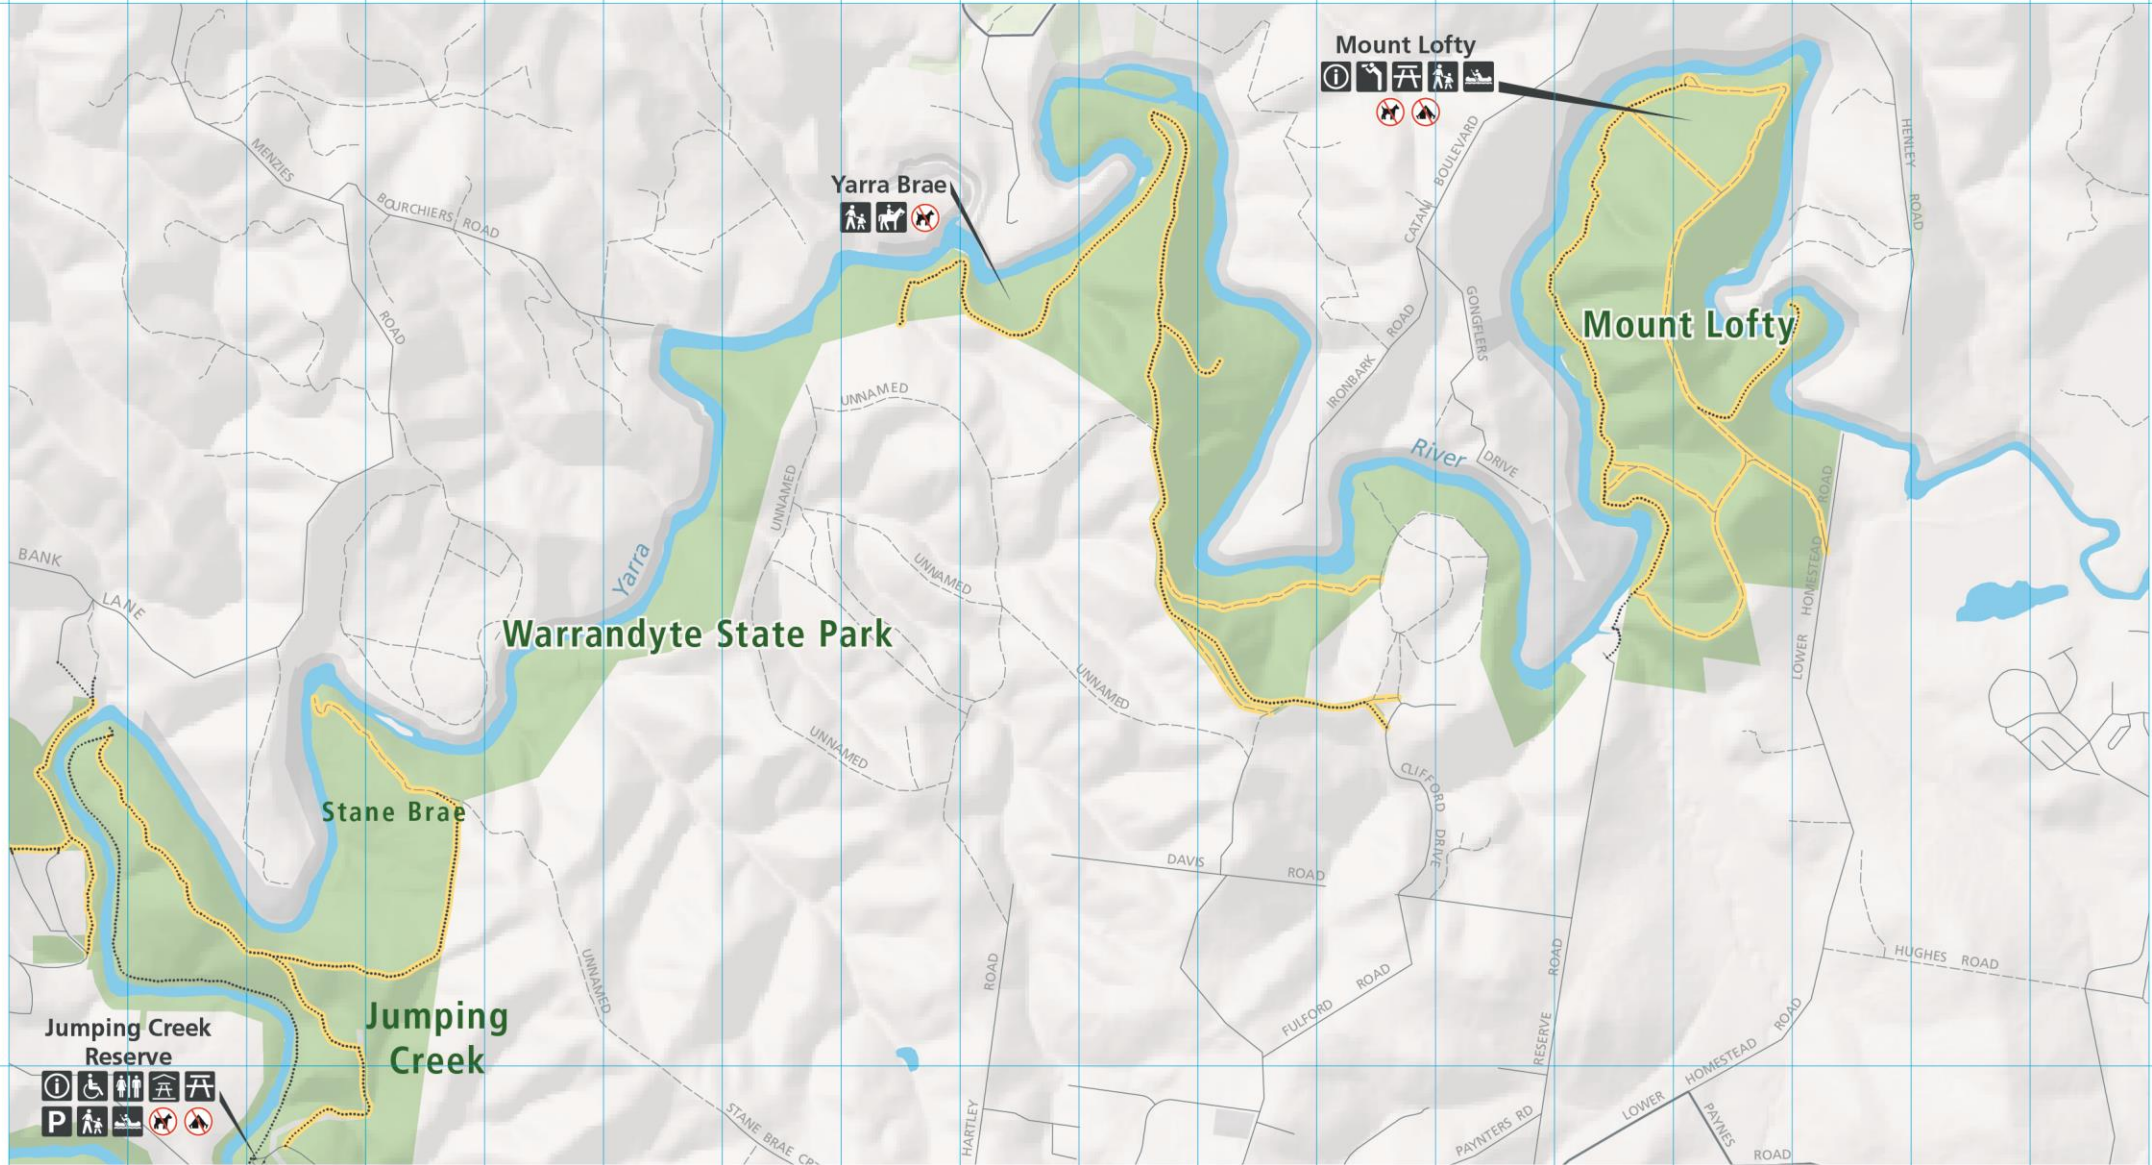 Mount Lofty
Yarra Brae
MENZIES
ROAD
BOURCHIERS ROAD
CATANI BOULEVARD
HENLEY
ROAD
IRONBARK ROAD
GONGFLERS
DRIVE
Mount Lofty
UNNAMED
UNNAMED
UNNAMED
River
Yarra
BANK
LANE
Warrandyte State Park
UNNAMED
UNNAMED
LOWER HOMESTEAD ROAD
Stane Brae
CLIFFORD DRIVE
DAVIS ROAD
UNNAMED
ROAD
HARTLEY
FULFORD ROAD
RESERVE ROAD
HUGHES ROAD
Jumping
Creek
Jumping Creek
Reserve
P
STANE BRAE
PAYNTERS RD
LOWER HOMESTEAD ROAD
PAYNES
ROAD